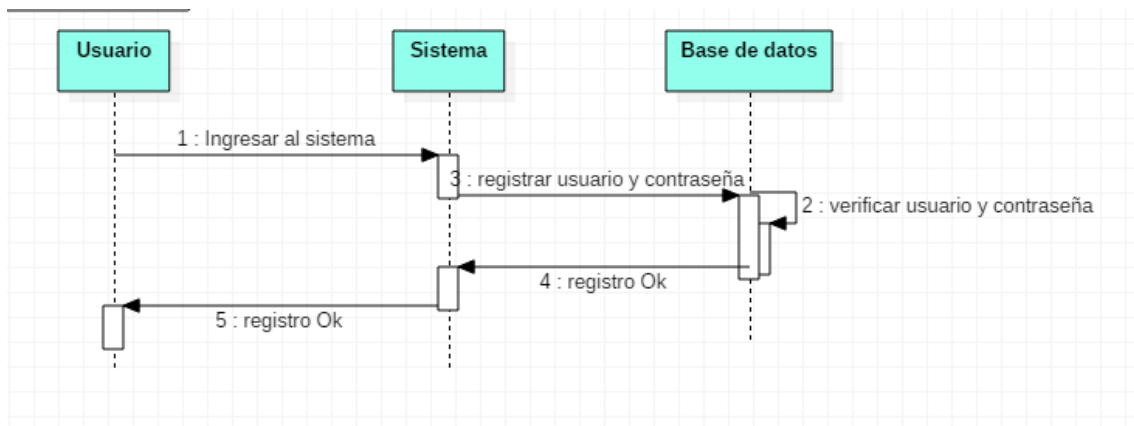 Usuario
Sistema
Base de datos
1 : Ingresar al sistema
3 : registrar usuario y contraseña
2 : verificar usuario y contraseña
4 : registro Ok
5 : registro Ok